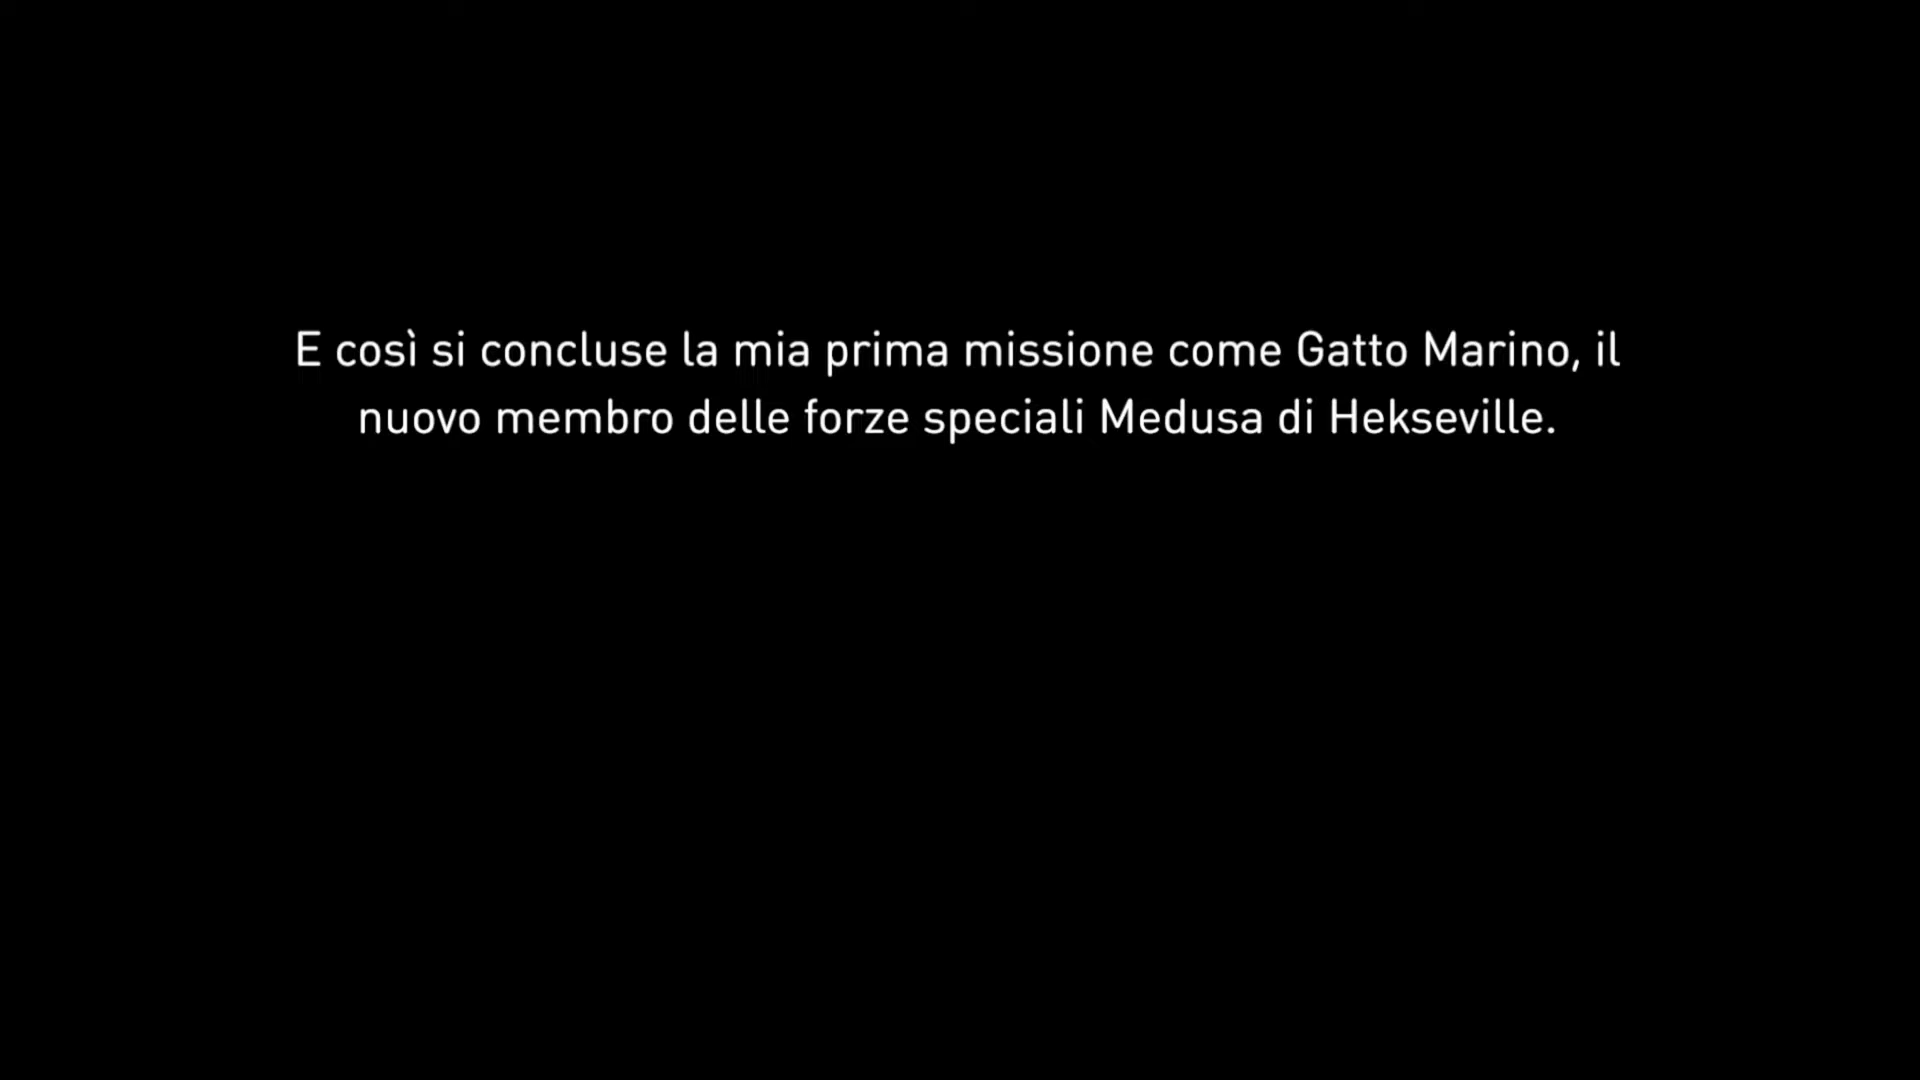 E così si concluse la mia prima missione come Gatto Marino, il
nuovo membro delle forze speciali Medusa di Hekseville.